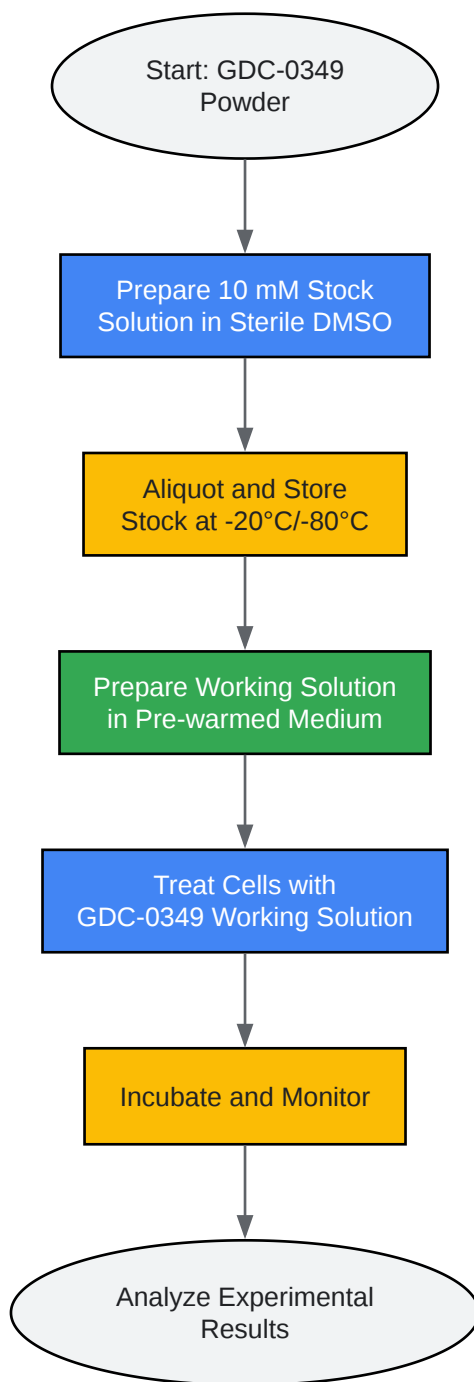 Start: GDC-0349
Powder
Prepare 10 mM Stock
Solution in Sterile DMSO
Aliquot and Store
Stock at -20°C/-80°C
Prepare Working Solution
in Pre-warmed Medium
Treat Cells with
GDC-0349 Working Solution
Incubate and Monitor
Analyze Experimental
Results